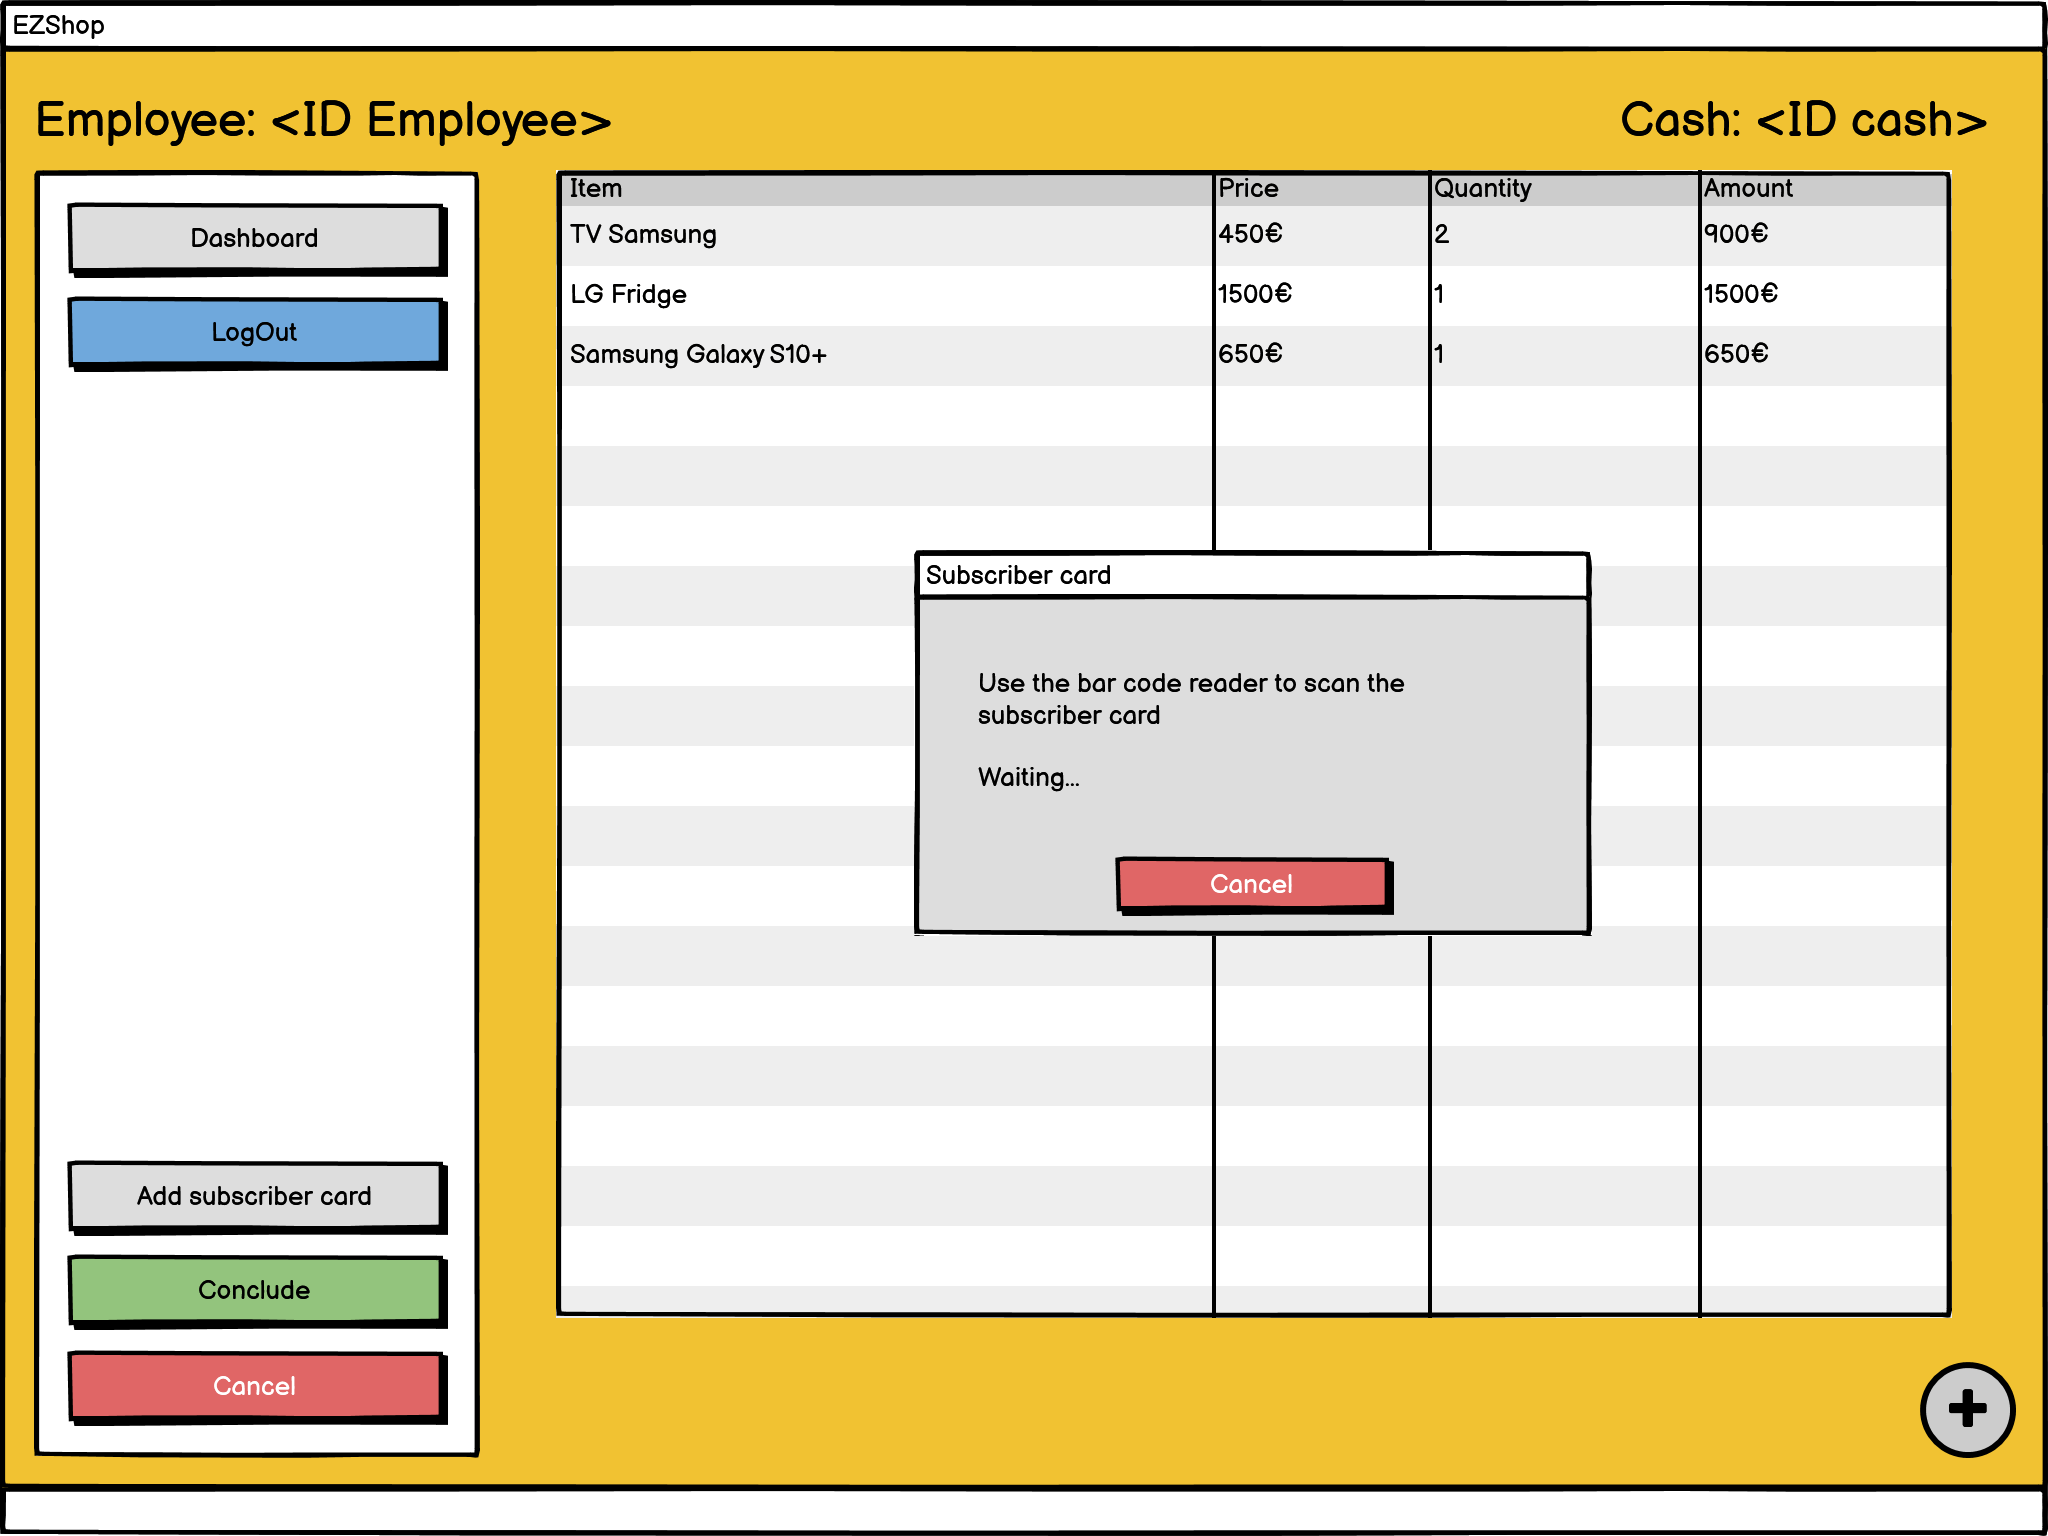 EZShop
Employee: <ID Employee>
Cash: <ID cash>
Dashboard
LogOut
Item Price Quantity Amount
TV Samsung 450€ 2 900€
LG Fridge 1500€ 1 1500€
Samsung Galaxy S10+ 650€ 1 650€
Subscriber card
Use the bar code reader to scan the
subscriber card
Waiting...
Cancel
Add subscriber card
Conclude
Cancel